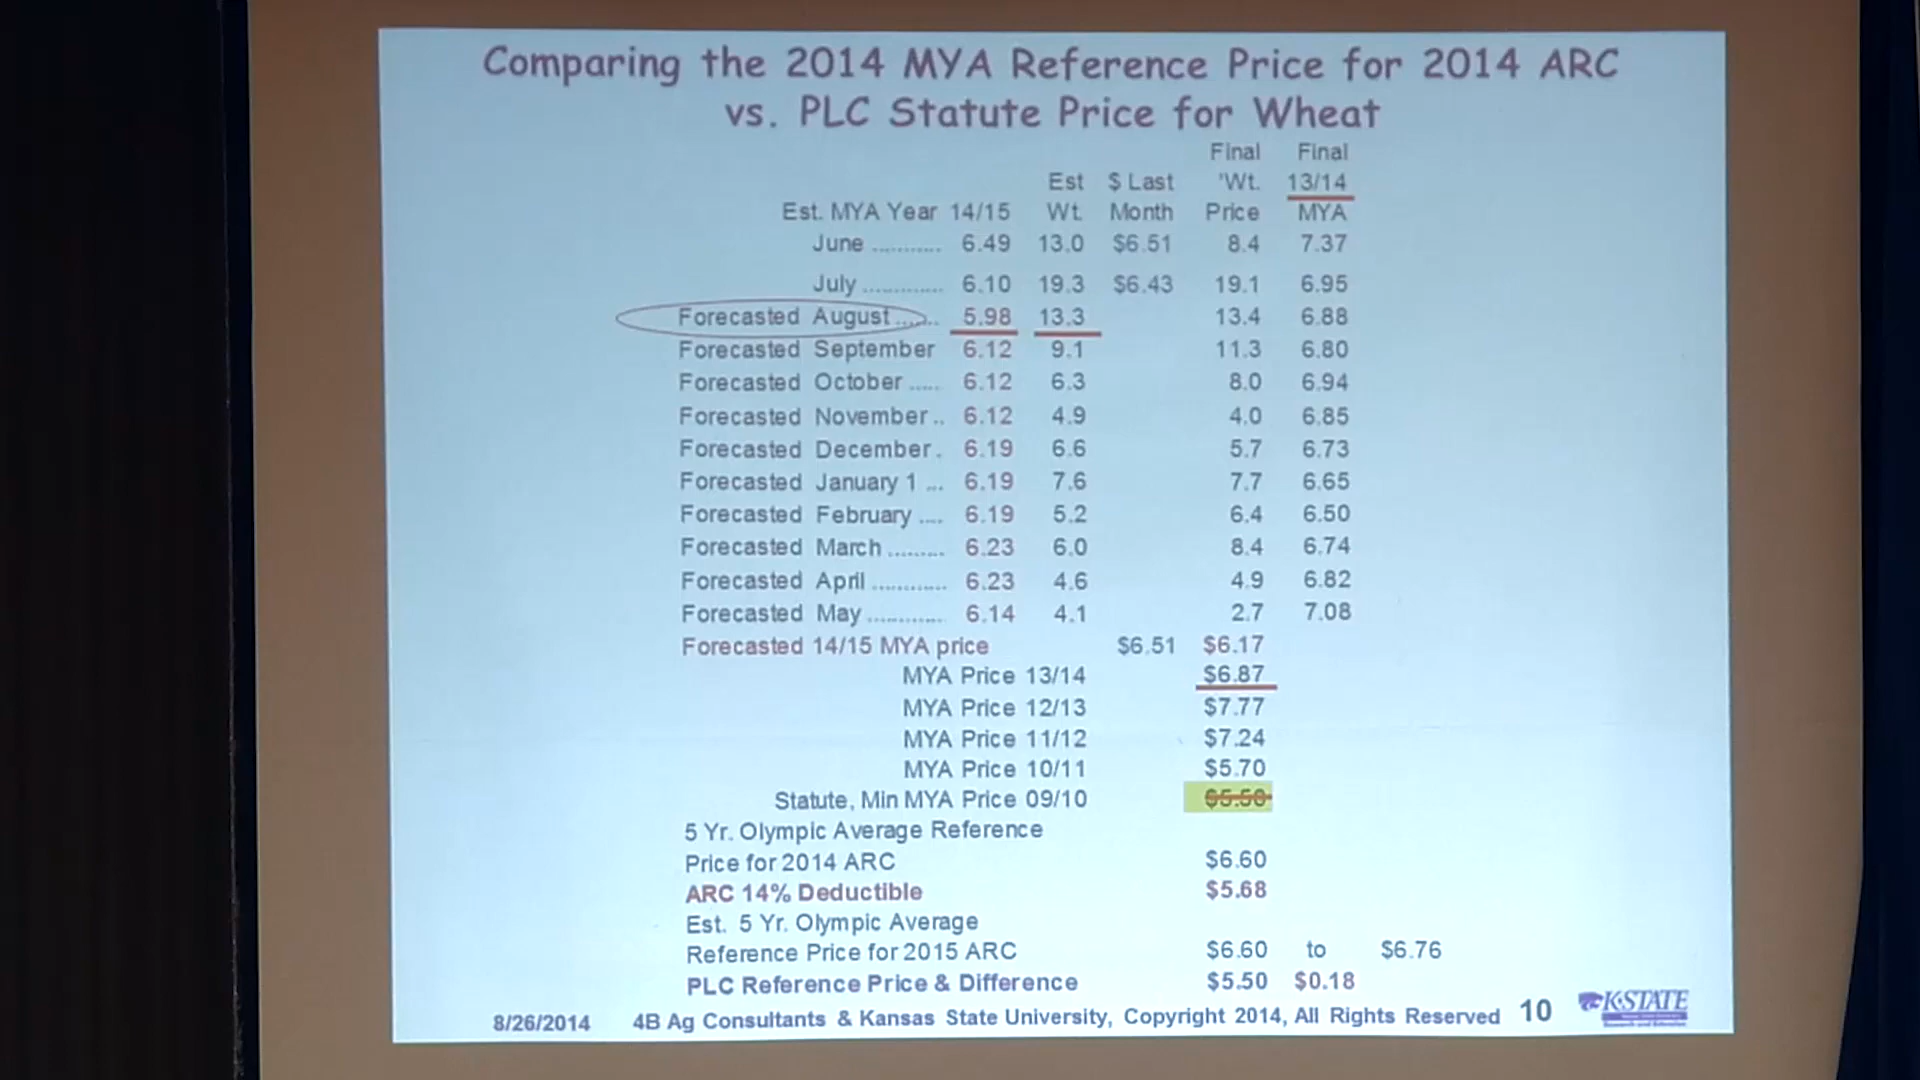 Comparing the 2014 MYA Reference Price for 2014 ARC
vs. PLC Statute Price for Wheat
Final Final
Est $ Last 'Wt. 13/14
Est. MYA Year 14/15 Wt. Month Price MYA
June ........... 6.49 13.0 $6.51 8.4 7.37
July ............. 6.10 19.3 $6.43 19.1 6.95
Forecasted August....... 5.98 13.3 13.4 6.88
Forecasted September 6.12 9.1 11.3 6.80
Forecasted October ..... 6.12 6.3 8.0 6.94
Forecasted November .. 6.12 4.9 4.0 6.85
Forecasted December . 6.19 6.6 5.7 6.73
Forecasted January 1 ... 6.19 7.6 7.7 6.65
Forecasted February .... 6.19 5.2 6.4 6.50
Forecasted March ......... 6.23 6.0 8.4 6.74
Forecasted April ............ 6.23 4.6 4.9 6.82
Forecasted May ............. 6.14 4.1 2.7 7.08
Forecasted 14/15 MYA price $6.51 $6.17
MYA Price 13/14 $6.87
MYA Price 12/13 $7.77
MYA Price 11/12 $7.24
MYA Price 10/11 $5.70
Statute, Min MYA Price 09/10 $5.50
5 Yr. Olympic Average Reference
Price for 2014 ARC $6.60
ARC 14% Deductible $5.68
Est. 5 Yr. Olympic Average
Reference Price for 2015 ARC $6.60 to $6.76
PLC Reference Price & Difference $5.50 $0.18
8/26/2014 4B Ag Consultants & Kansas State University, Copyright 2014, All Rights Reserved 10 K-STATE